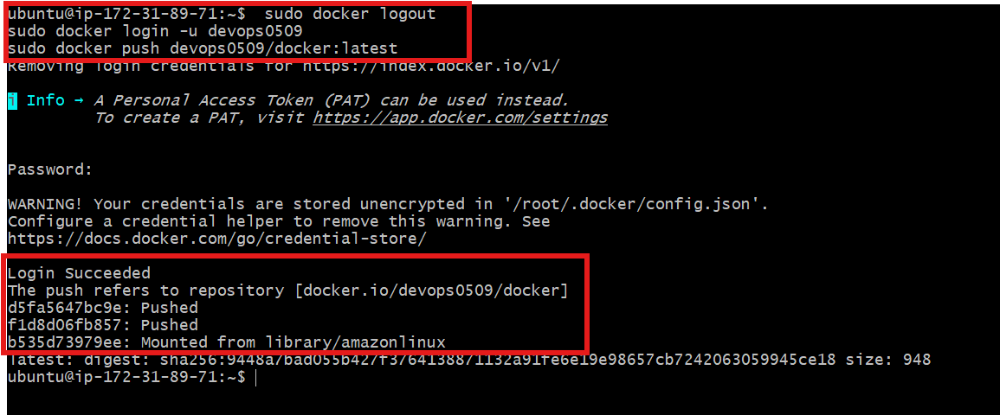 ubuntu@ip-172-31-89-71:~$  sudo docker logout
sudo docker login -u devops0509
sudo docker push devops0509/docker:latest
Removing login credentials for https://index.docker.io/v1/
i Info → A Personal Access Token (PAT) can be used instead.
To create a PAT, visit https://app.docker.com/settings
Password:
WARNING! Your credentials are stored unencrypted in '/root/.docker/config.json'.
Configure a credential helper to remove this warning. See
https://docs.docker.com/go/credential-store/
Login Succeeded
The push refers to repository [docker.io/devops0509/docker]
d5fa5647bc9e: Pushed
f1d8d06fb857: Pushed
b535d73979ee: Mounted from library/amazonlinux
latest: digest: sha256:9448a7bad055b427f3764138871132a91fe6e19e98657cb7242063059945ce18 size: 948
ubuntu@ip-172-31-89-71:~$